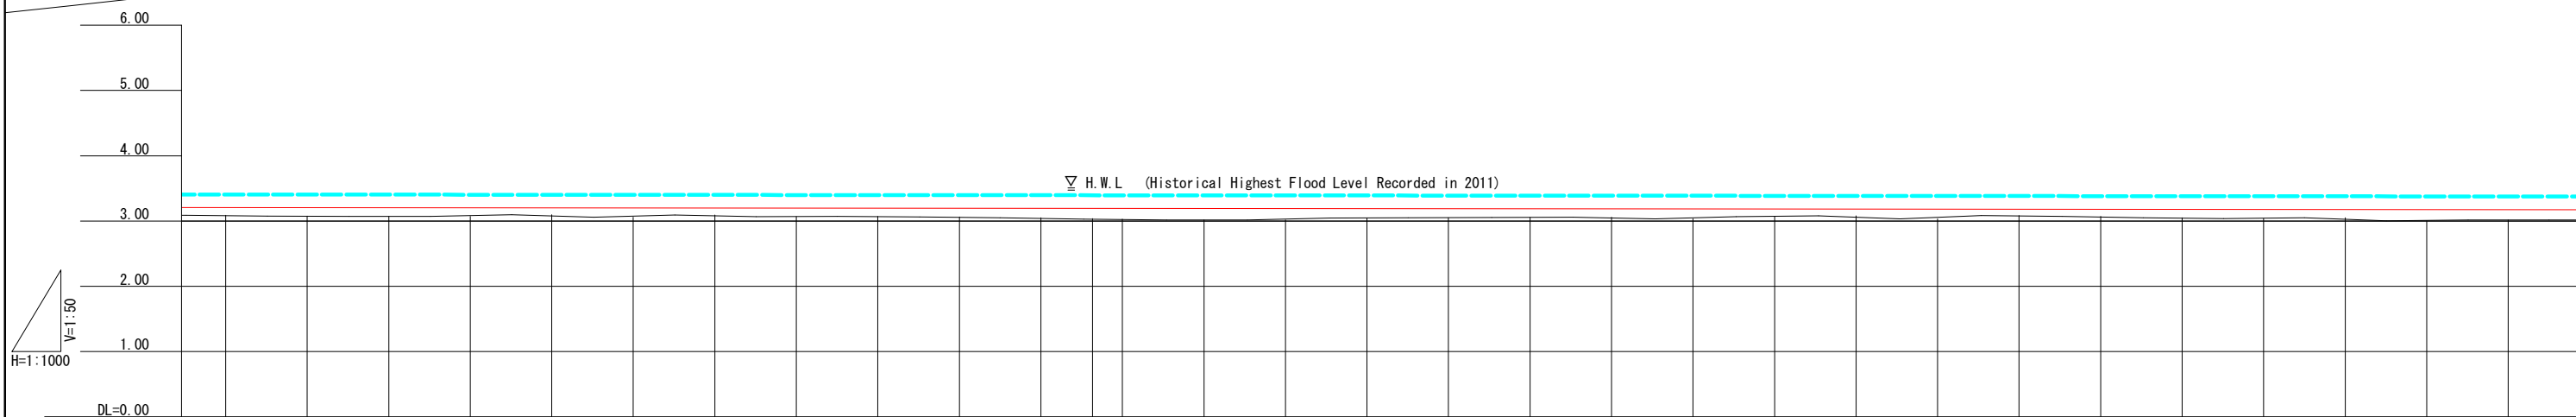 6.00
5.00
4.00
H.W.L (Historical Highest Flood Level Recorded in 2011)
3.00
2.00
V=1:50
1.00
H=1:1000
DL=0.00